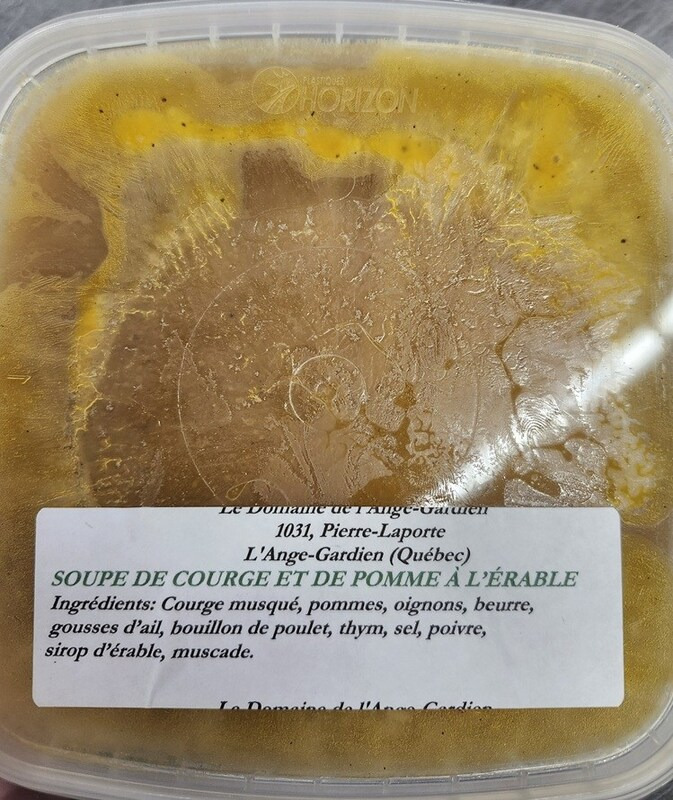 PLASTIQUES
HORIZON
Le Domaine de l'Ange-Gardien
1031, Pierre-Laporte
L'Ange-Gardien (Québec)
SOUPE DE COURGE ET DE POMME À L'ÉRABLE
Ingrédients: Courge musqué, pommes, oignons, beurre,
gousses d'ail, bouillon de poulet, thym, sel, poivre,
sirop d'érable, muscade.
Le Domaine de l'Ange-Gardien